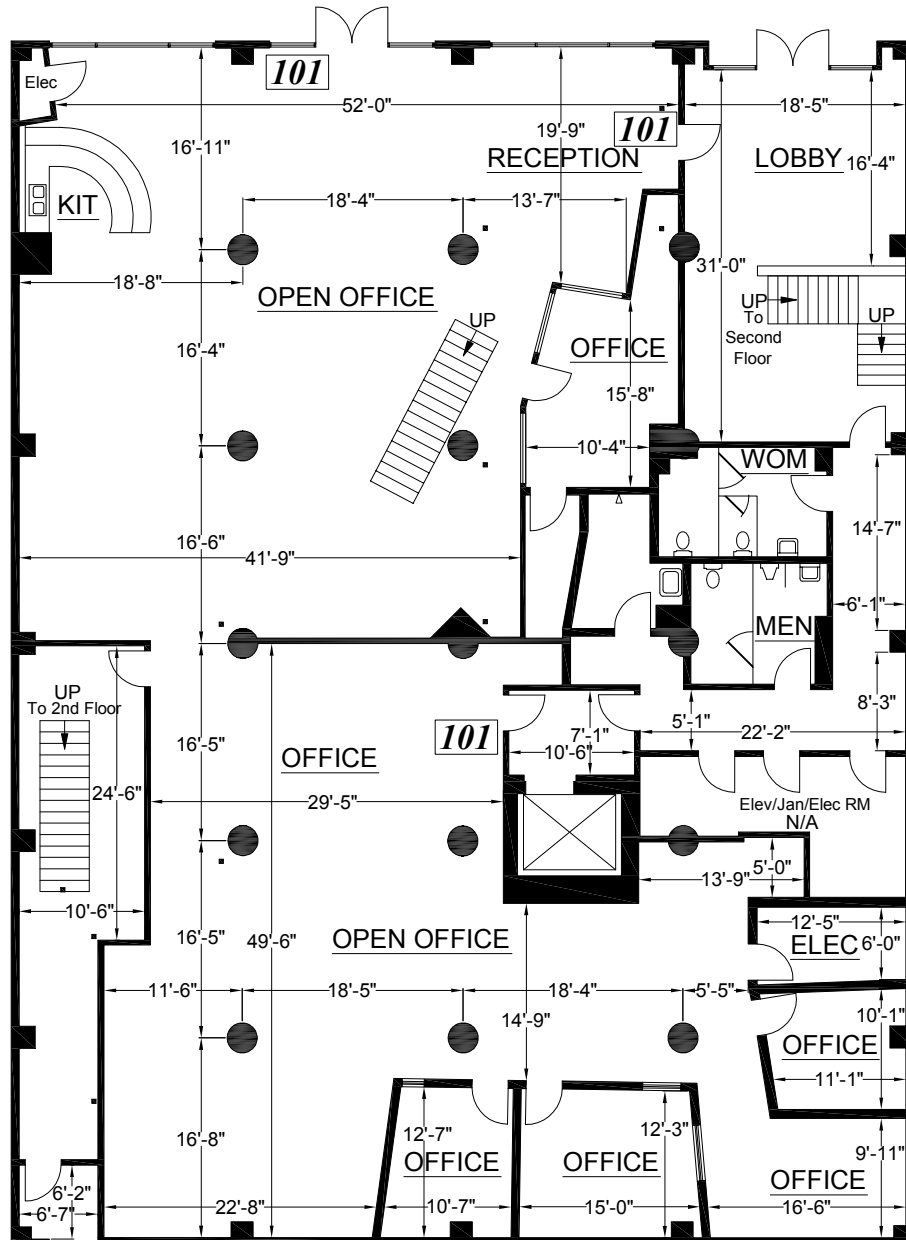 101
Elec
52'-0"
18'-5"
16'-11"
19'-9"
101
RECEPTION
LOBBY
16'-4"
KIT
18'-4"
13'-7"
18'-8"
31'-0"
OPEN OFFICE
UP
To
Second
Floor
UP
UP
16'-4"
OFFICE
15'-8"
10'-4"
WOM
14'-7"
16'-6"
41'-9"
6'-1"
MEN
UP
To 2nd Floor
8'-3"
5'-1"
22'-2"
16'-5"
101
7'-1"
10'-6"
OFFICE
24'-6"
29'-5"
Elev/Jan/Elec RM
N/A
5'-0"
13'-9"
10'-6"
12'-5"
16'-5"
49'-6"
OPEN OFFICE
ELEC
6'-0"
11'-6"
18'-5"
18'-4"
5'-5"
14'-9"
10'-1"
OFFICE
11'-1"
16'-8"
12'-7"
12'-3"
9'-11"
OFFICE
OFFICE
OFFICE
6'-2"
6'-7"
22'-8"
10'-7"
15'-0"
16'-6"